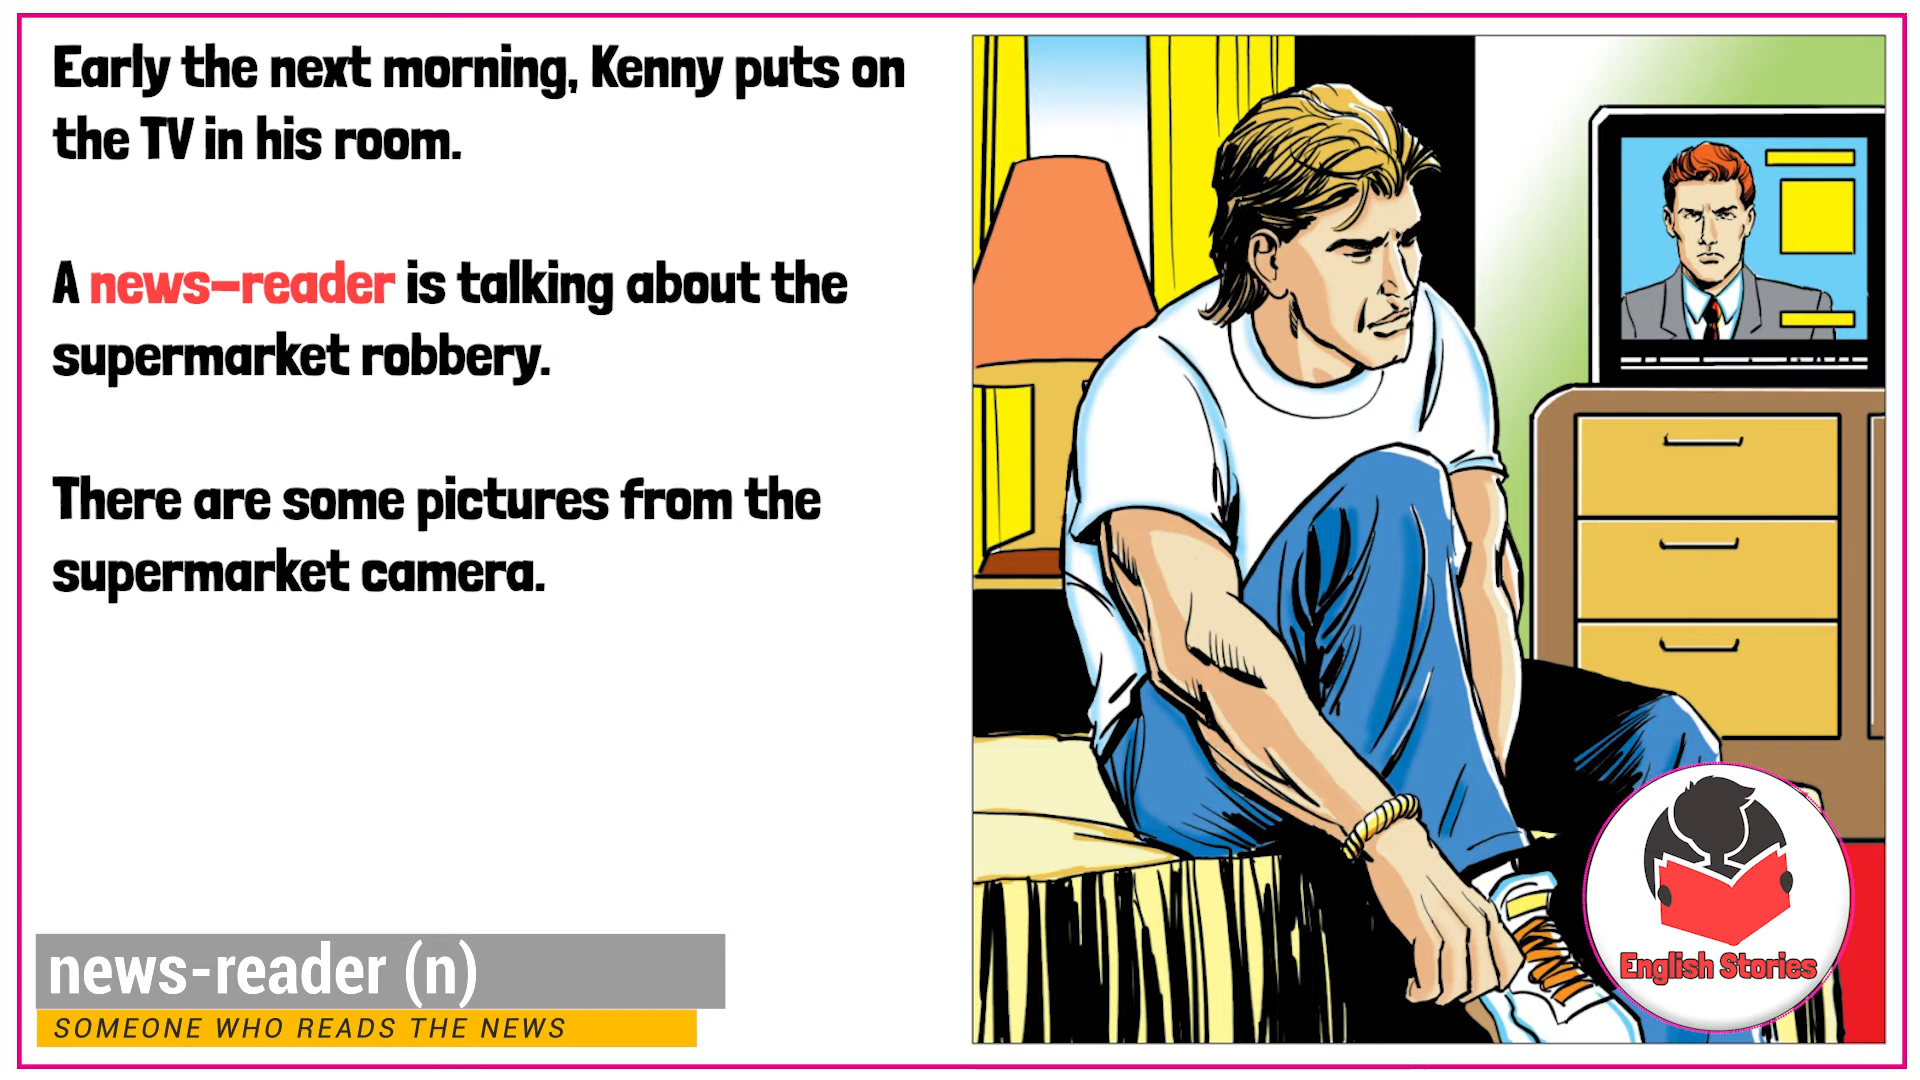 Early the next morning, Kenny puts on
the TV in his room.
A news-reader is talking about the
supermarket robbery.
There are some pictures from the
supermarket camera.
news-reader (n)
SOMEONE WHO READS THE NEWS
English Stories